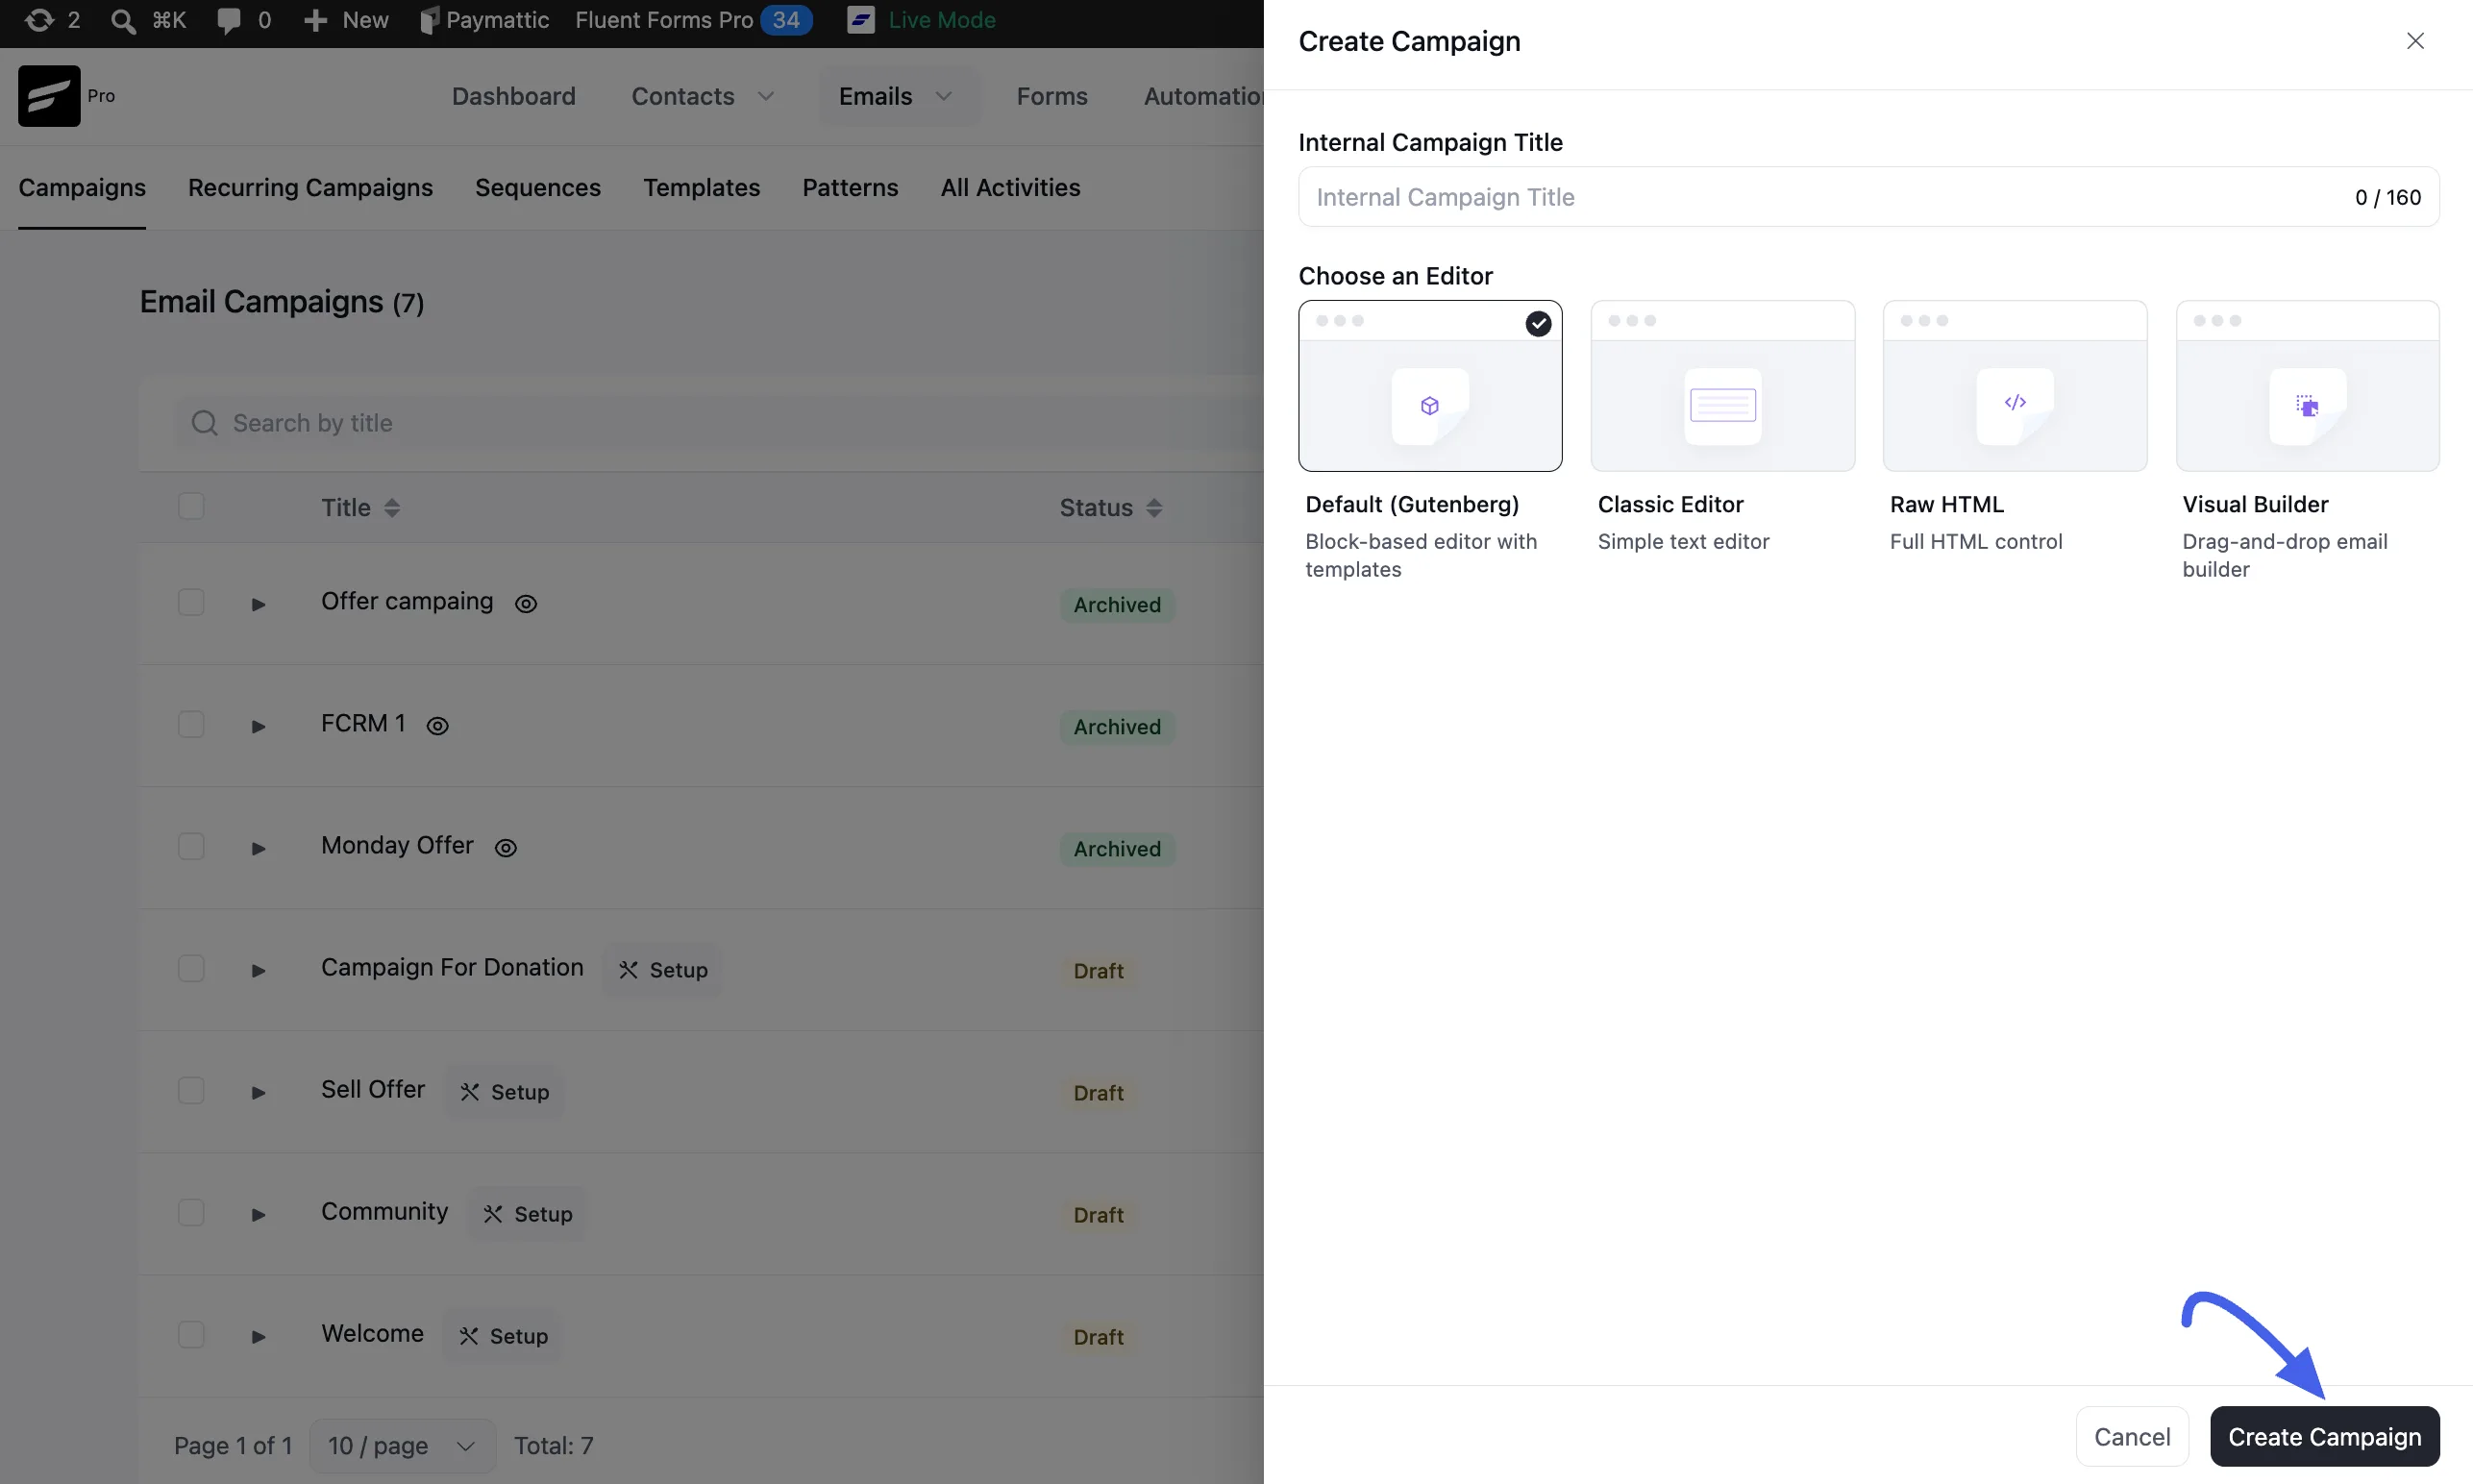 2 ⌘K 0 New Paymattic Fluent Forms Pro 34 Live Mode
Pro Dashboard Contacts Emails Forms Automation
Campaigns Recurring Campaigns Sequences Templates Patterns All Activities
Email Campaigns (7)
Search by title
Title Status
Offer campaing Archived
FCRM 1 Archived
Monday Offer Archived
Campaign For Donation Setup Draft
Sell Offer Setup Draft
Community Setup Draft
Welcome Setup Draft
Page 1 of 1 10 / page Total: 7
Create Campaign
Internal Campaign Title
Internal Campaign Title 0 / 160
Choose an Editor
</>
Default (Gutenberg)
Block-based editor with
templates
Classic Editor
Simple text editor
Raw HTML
Full HTML control
Visual Builder
Drag-and-drop email
builder
Cancel Create Campaign